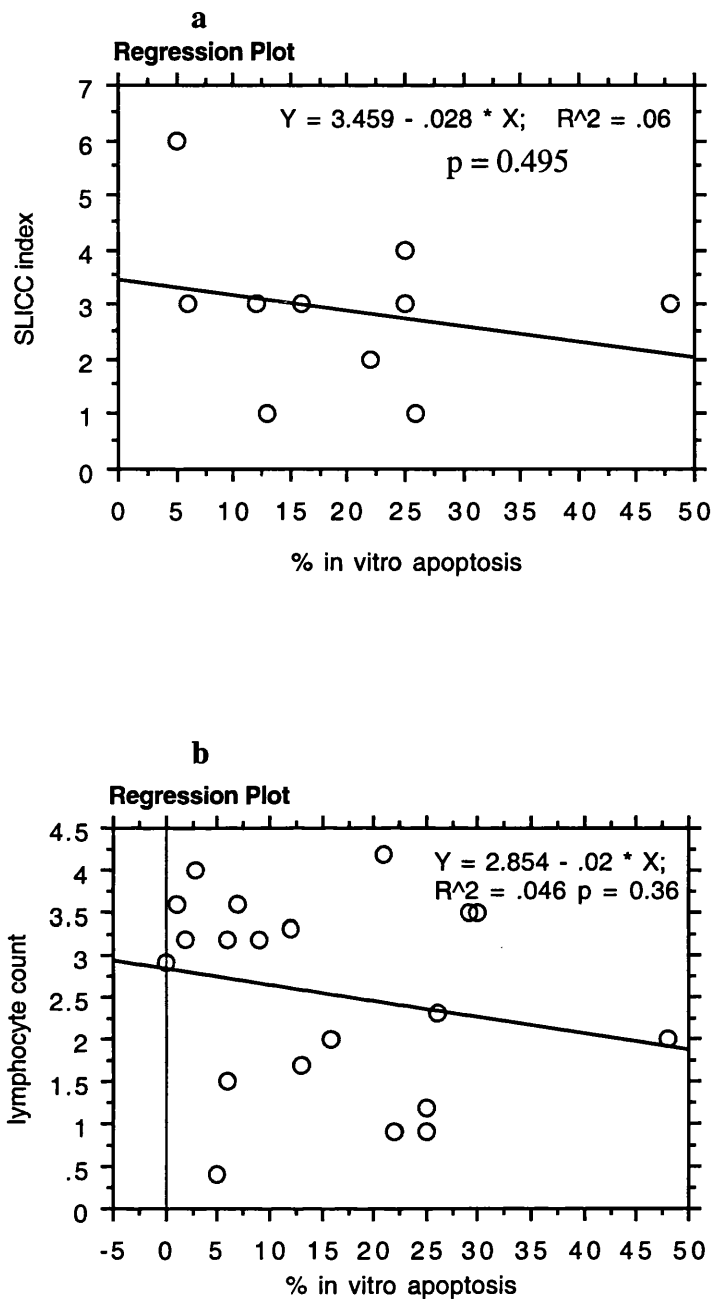 a
Regression Plot
Y = 3.459 - .028 * X; R^2 = .06
p = 0.495
7
6
5
4
3
2
1
0
SLICC index
0 5 10 15 20 25 30 35 40 45 50
% in vitro apoptosis
b
Regression Plot
Y = 2.854 - .02 * X;
R^2 = .046 p = 0.36
4.5
4
3.5
3
2.5
2
1.5
1
.5
0
lymphocyte count
-5 0 5 10 15 20 25 30 35 40 45 50
% in vitro apoptosis